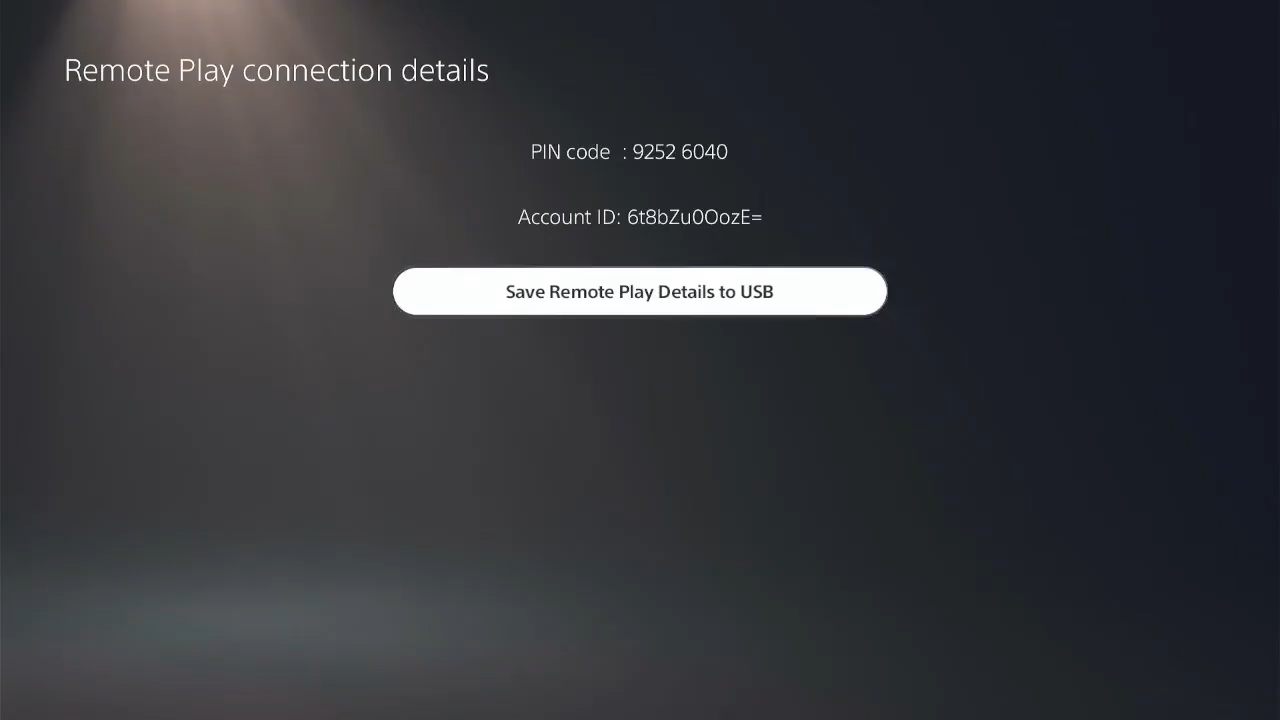 Remote Play connection details
PIN code : 9252 6040
Account ID: 6t8bZu0OozE=
Save Remote Play Details to USB